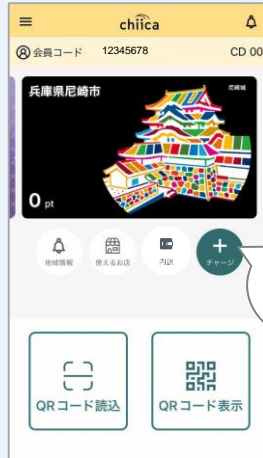 chiica
会員コード 12345678 CD 00
兵庫県尼崎市 尼崎城
0 pt
地域情報 使えるお店 内訳 チャージ
QRコード読込 QRコード表示